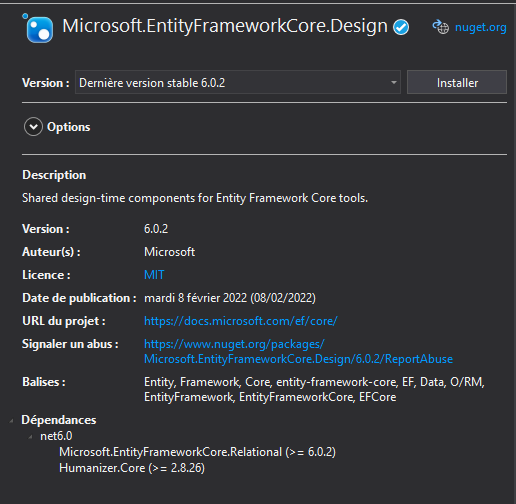 Microsoft.EntityFrameworkCore.Design nuget.org
Version : Dernière version stable 6.0.2 Installer
Options
Description
Shared design-time components for Entity Framework Core tools.
Version : 6.0.2
Auteur(s) : Microsoft
Licence : MIT
Date de publication : mardi 8 février 2022 (08/02/2022)
URL du projet : https://docs.microsoft.com/ef/core/
Signaler un abus : https://www.nuget.org/packages/
Microsoft.EntityFrameworkCore.Design/6.0.2/ReportAbuse
Balises : Entity, Framework, Core, entity-framework-core, EF, Data, O/RM,
EntityFramework, EntityFrameworkCore, EFCore
Dépendances
net6.0
Microsoft.EntityFrameworkCore.Relational (>= 6.0.2)
Humanizer.Core (>= 2.8.26)